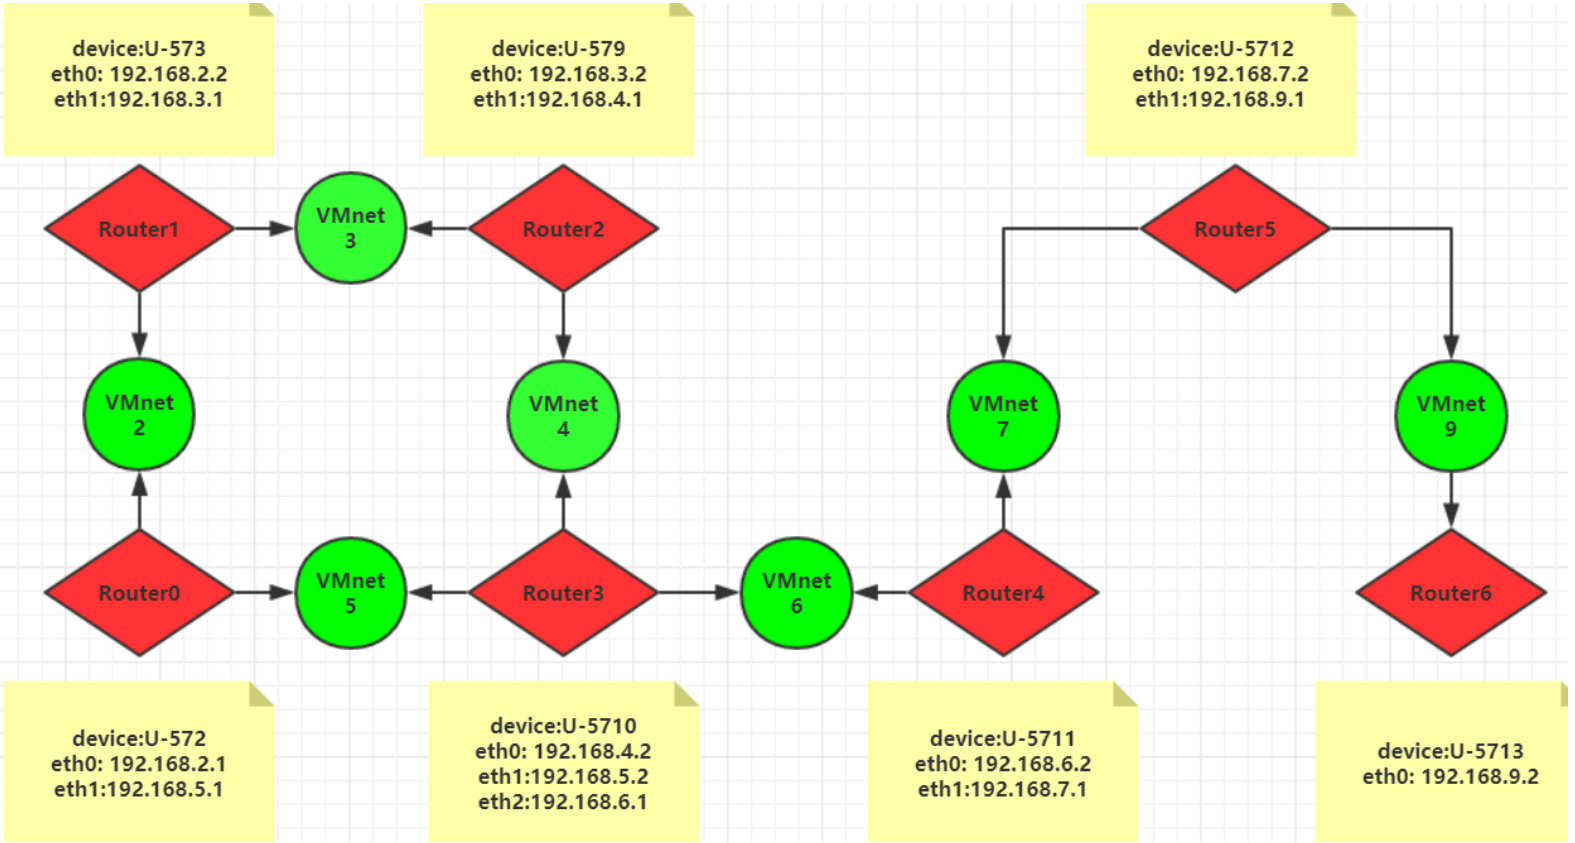 device:U-573
eth0: 192.168.2.2
eth1:192.168.3.1
device:U-579
eth0: 192.168.3.2
eth1:192.168.4.1
device:U-5712
eth0: 192.168.7.2
eth1:192.168.9.1
Router1
VMnet
3
Router2
Router5
VMnet
2
VMnet
4
VMnet
7
VMnet
9
Router0
VMnet
5
Router3
VMnet
6
Router4
Router6
device:U-572
eth0: 192.168.2.1
eth1:192.168.5.1
device:U-5710
eth0: 192.168.4.2
eth1:192.168.5.2
eth2:192.168.6.1
device:U-5711
eth0: 192.168.6.2
eth1:192.168.7.1
device:U-5713
eth0: 192.168.9.2